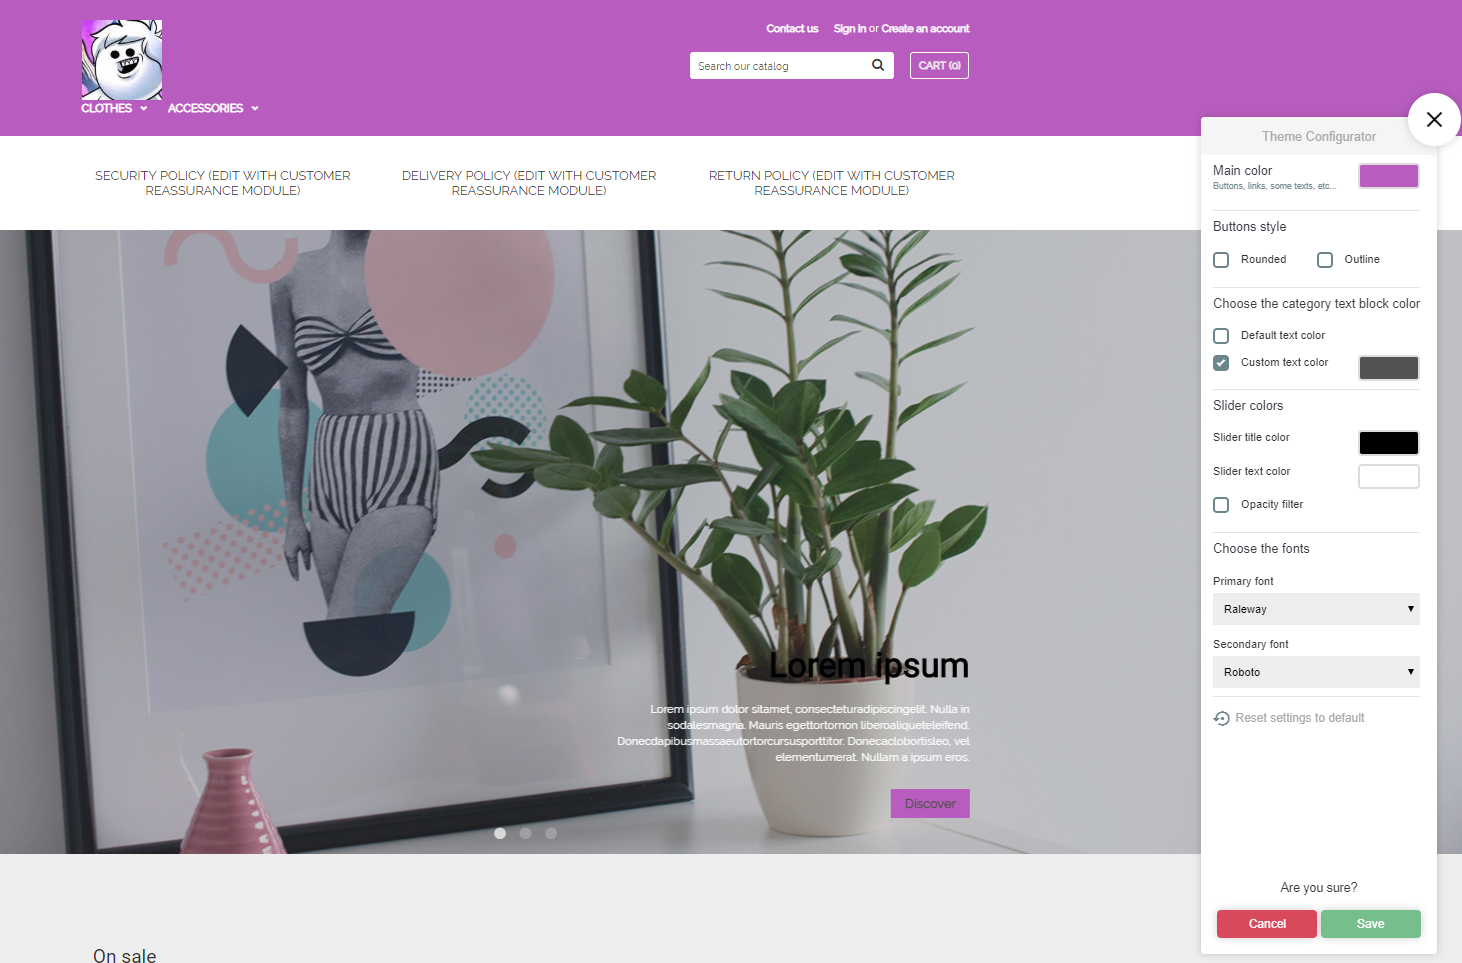 Contact us Sign in or Create an account
Search our catalog
CART (0)
CLOTHES ACCESSORIES
SECURITY POLICY (EDIT WITH CUSTOMER
REASSURANCE MODULE)
DELIVERY POLICY (EDIT WITH CUSTOMER
REASSURANCE MODULE)
RETURN POLICY (EDIT WITH CUSTOMER
REASSURANCE MODULE)
Lorem ipsum
Lorem ipsum dolor sitamet, consecteturadipiscingelit. Nulla in
sodalesmagna. Mauris egettortornon liberoaliqueteleifend.
Donecdapibusmassaeutortorcursusporttitor. Donecaclobortisleo, vel
elementumerat. Nullam a ipsum eros.
Discover
On sale
Theme Configurator
Main color
Buttons, links, some texts, etc...
Buttons style
Rounded Outline
Choose the category text block color
Default text color
Custom text color
Slider colors
Slider title color
Slider text color
Opacity filter
Choose the fonts
Primary font
Raleway
Secondary font
Roboto
Reset settings to default
Are you sure?
Cancel Save